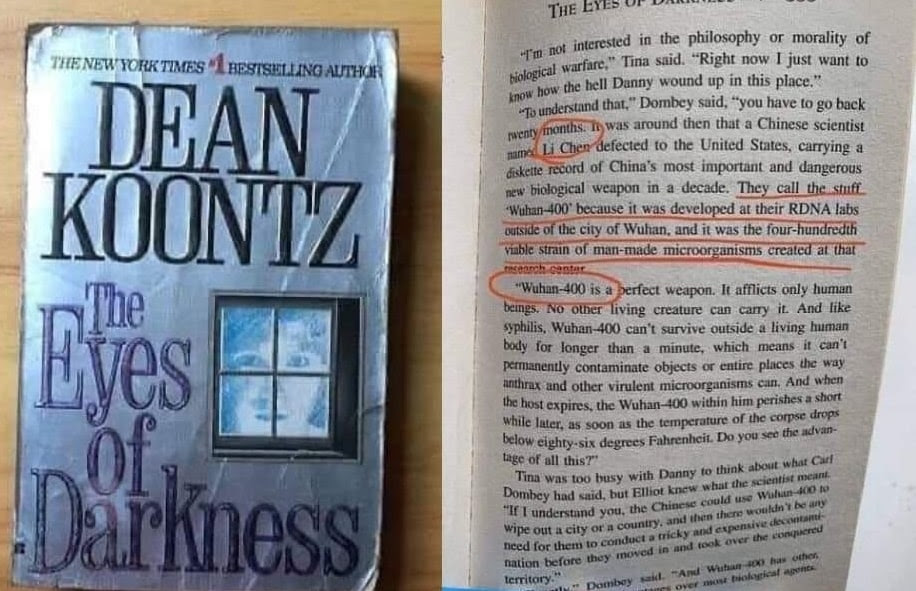 THE NEW YORK TIMES #1 BESTSELLING AUTHOR
DEAN
KOONTZ
The
Eyes
of
Darkness
THE EYES OF
"I'm not interested in the philosophy or morality of
biological warfare," Tina said. "Right now I just want to
know how the hell Danny wound up in this place."
"To understand that," Dombey said, "you have to go back
twenty months. It was around then that a Chinese scientist
named Li Chen defected to the United States, carrying a
diskette record of China's most important and dangerous
new biological weapon in a decade. They call the stuff
'Wuhan-400' because it was developed at their RDNA labs
outside of the city of Wuhan, and it was the four-hundredth
viable strain of man-made microorganisms created at that
research center.
"Wuhan-400 is a perfect weapon. It afflicts only human
beings. No other living creature can carry it. And like
syphilis, Wuhan-400 can't survive outside a living human
body for longer than a minute, which means it can't
permanently contaminate objects or entire places the way
anthrax and other virulent microorganisms can. And when
the host expires, the Wuhan-400 within him perishes a short
while later, as soon as the temperature of the corpse drops
below eighty-six degrees Fahrenheit. Do you see the advan-
tage of all this?"
Tina was too busy with Danny to think about what Carl
Dombey had said, but Elliot knew what the scientist meant.
"If I understand you, the Chinese could use Wuhan-400 to
wipe out a city or a country, and then there wouldn't be any
need for them to conduct a tricky and expensive decontami-
nation before they moved in and took over the conquered
territory."
Dombey said. "And Wuhan-400 has other,
over most biological agents.